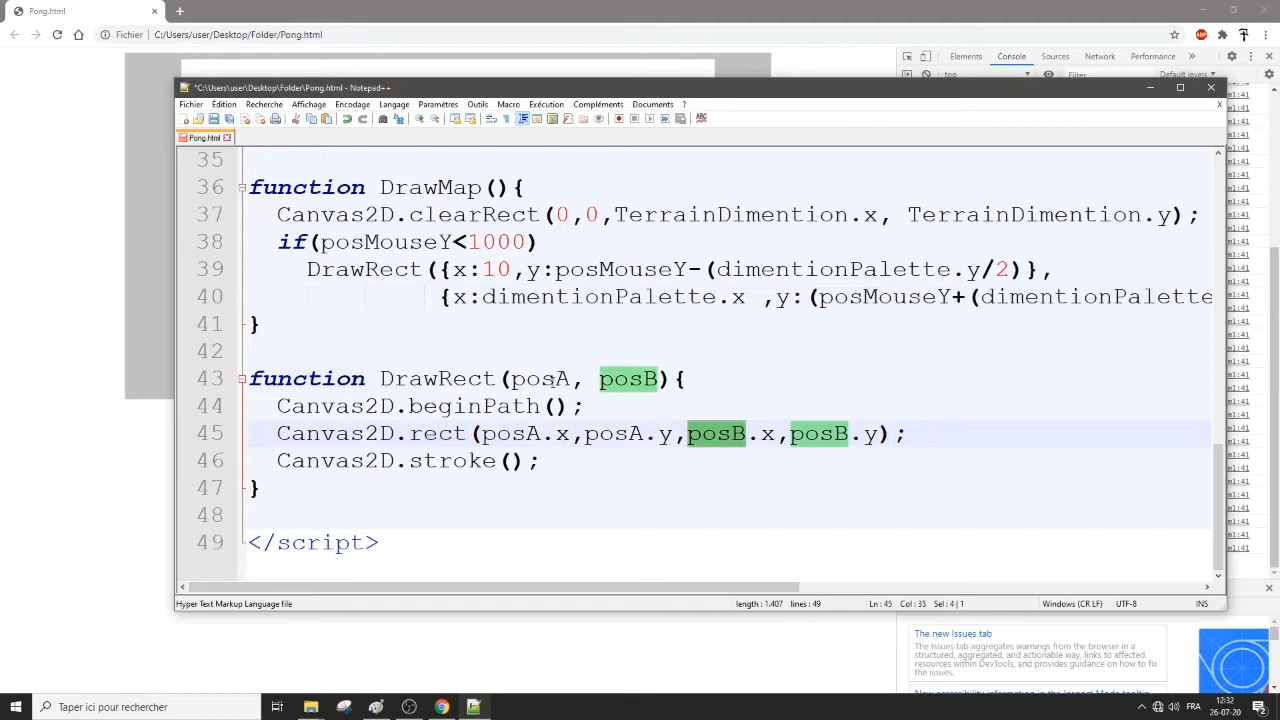 Pong.html
Fichier C:/Users/user/Desktop/Folder/Pong.html
Elements Console Sources Network Performance
top Filter Default levels
*C:\Users\user\Desktop\Folder\Pong.html - Notepad++
Fichier Édition Recherche Affichage Encodage Langage Paramètres Outils Macro Exécution Compléments Documents ? X
Pong.html
35
36 function DrawMap(){
37 Canvas2D.clearRect(0,0,TerrainDimention.x, TerrainDimention.y);
38 if(posMouseY<1000)
39 DrawRect({x:10,y:posMouseY-(dimentionPalette.y/2)},
40 {x:dimentionPalette.x ,y:(posMouseY+(dimentionPalette
41 }
42
43 function DrawRect(posA, posB){
44 Canvas2D.beginPath();
45 Canvas2D.rect(posA.x,posA.y,posB.x,posB.y);
46 Canvas2D.stroke();
47 }
48
49 </script>
Hyper Text Markup Language file length : 1.407 lines : 49 Ln : 45 Col : 35 Sel : 4 | 1 Windows (CR LF) UTF-8 INS
The new Issues tab
The Issues tab aggregates warnings from the browser in a
structured, aggregated, and actionable way, links to affected
resources within DevTools, and provides guidance on how to fix
the issues.
Taper ici pour rechercher
FRA
12:32
26-07-20